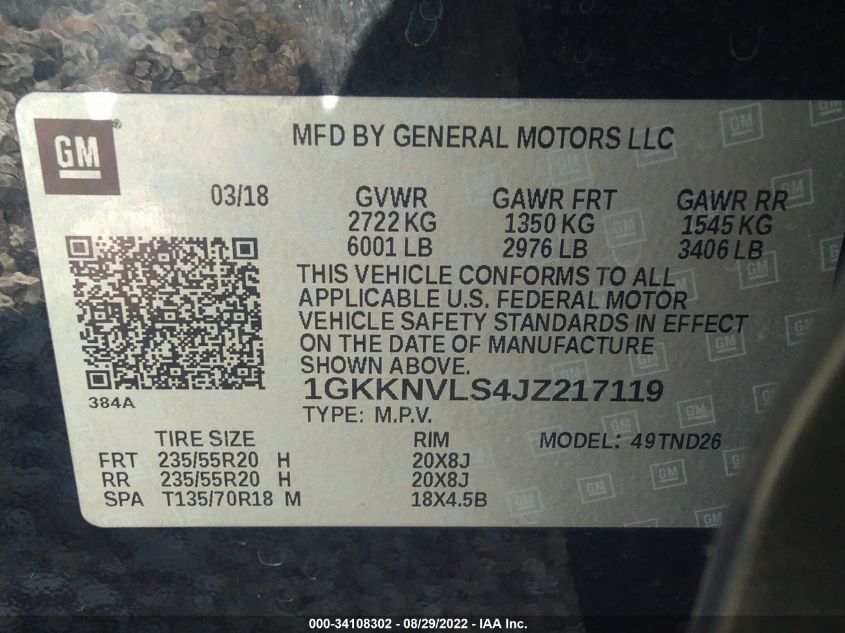 GM
MFD BY GENERAL MOTORS LLC
03/18 GVWR GAWR FRT GAWR RR
2722 KG 1350 KG 1545 KG
6001 LB 2976 LB 3406 LB
THIS VEHICLE CONFORMS TO ALL
APPLICABLE U.S. FEDERAL MOTOR
VEHICLE SAFETY STANDARDS IN EFFECT
ON THE DATE OF MANUFACTURE
SHOWN ABOVE.
1GKKNVLS4JZ217119
384A
TYPE: M.P.V.
TIRE SIZE RIM MODEL: 49TND26
FRT 235/55R20 H 20X8J
RR 235/55R20 H 20X8J
SPA T135/70R18 M 18X4.5B
000-34108302 - 08/29/2022 - IAA Inc.